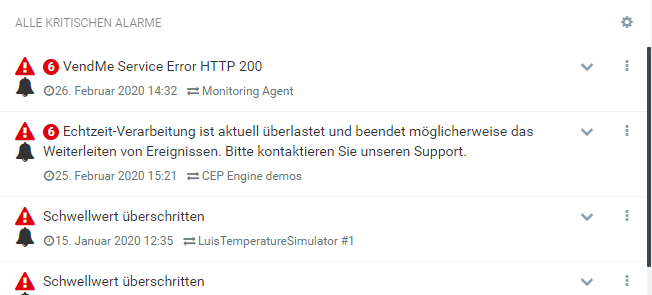 ALLE KRITISCHEN ALARME
6 VendMe Service Error HTTP 200
26. Februar 2020 14:32 Monitoring Agent
6 Echtzeit-Verarbeitung ist aktuell überlastet und beendet möglicherweise das
Weiterleiten von Ereignissen. Bitte kontaktieren Sie unseren Support.
25. Februar 2020 15:21 CEP Engine demos
Schwellwert überschritten
15. Januar 2020 12:35 LuisTemperatureSimulator #1
Schwellwert überschritten